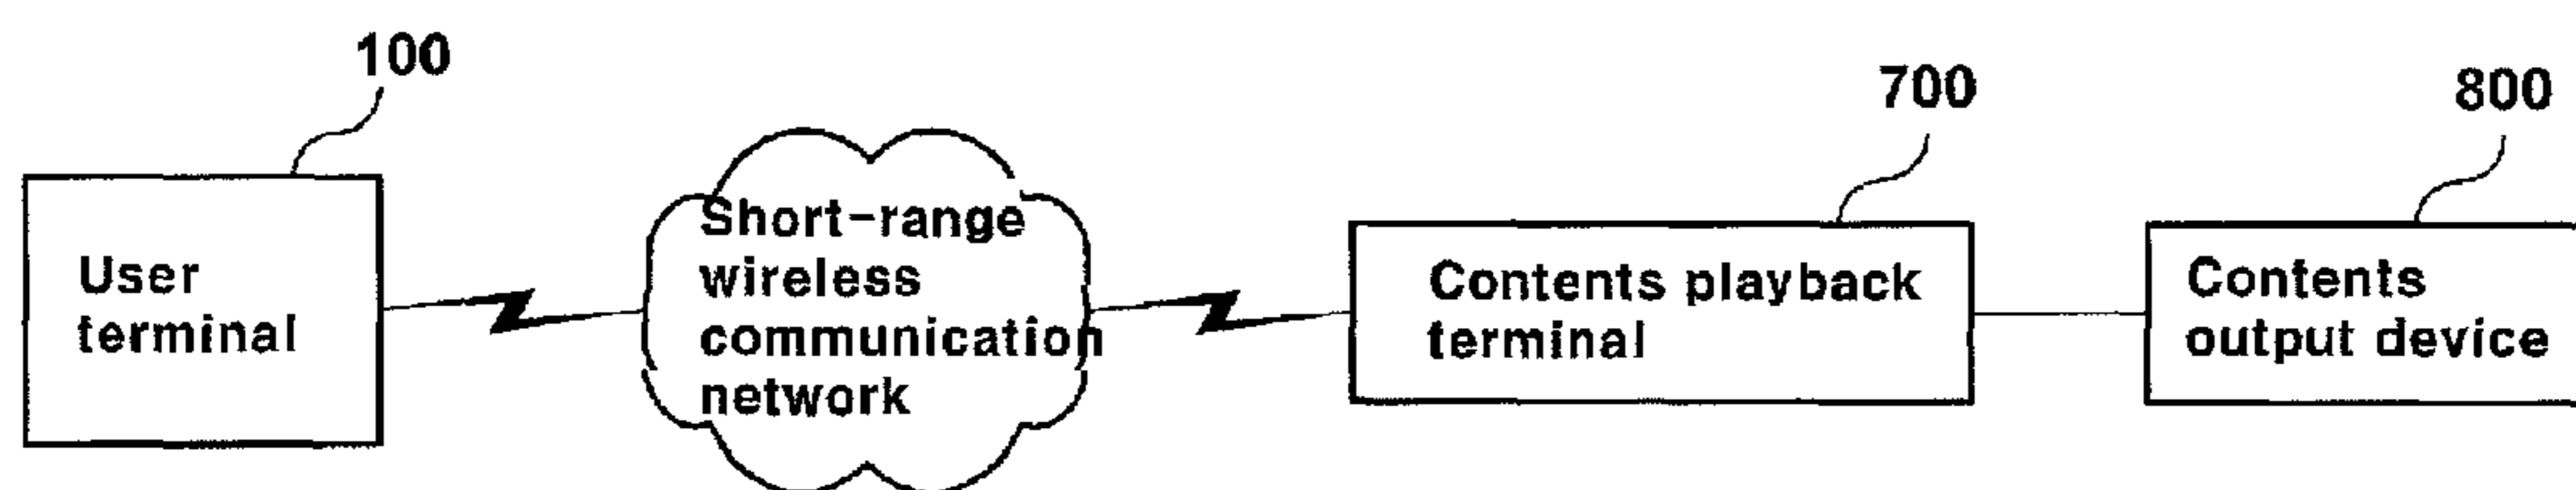 100
700
800
User
terminal
Short-range
wireless
communication
network
Contents playback
terminal
Contents
output device